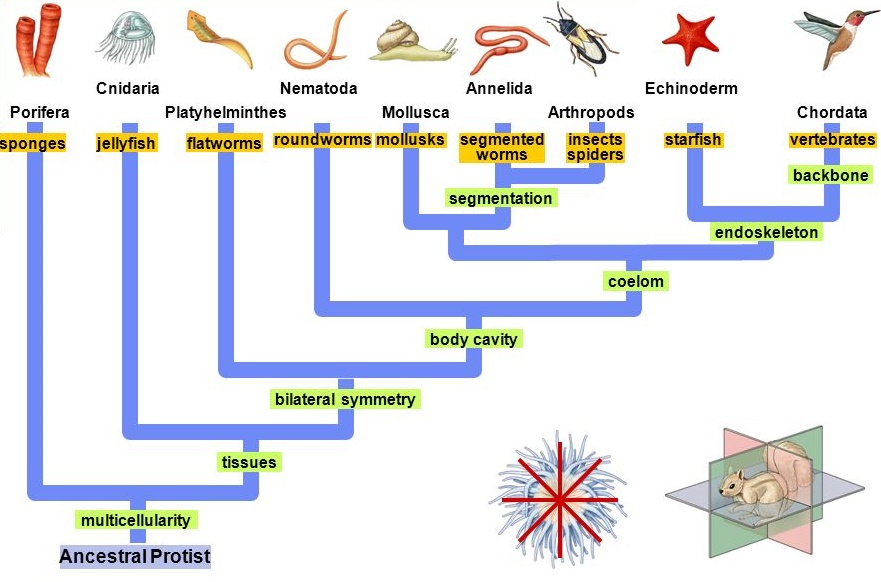 Cnidaria
Nematoda
Annelida
Echinoderm
Porifera
Platyhelminthes
Mollusca
Arthropods
Chordata
sponges
jellyfish
flatworms
roundworms
mollusks
segmented
worms
insects
spiders
starfish
vertebrates
backbone
segmentation
endoskeleton
coelom
body cavity
bilateral symmetry
tissues
multicellularity
Ancestral Protist